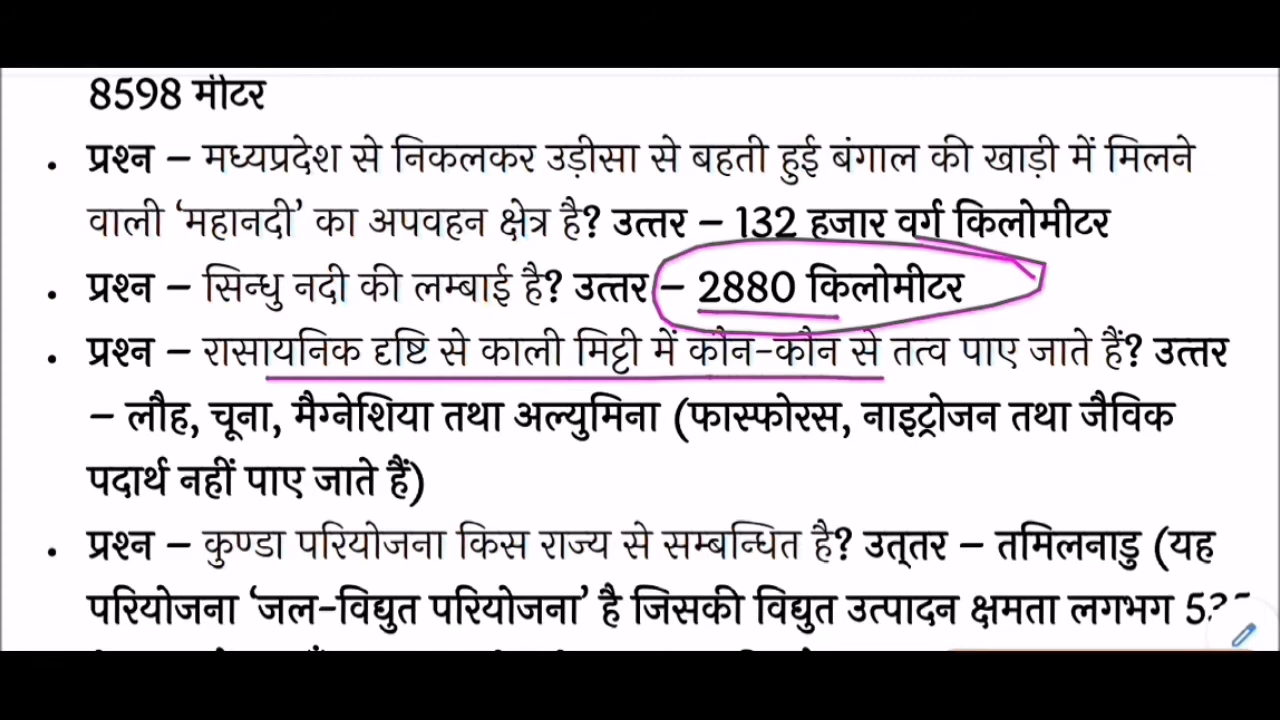 8598 मीटर
• प्रश्न – मध्यप्रदेश से निकलकर उड़ीसा से बहती हुई बंगाल की खाड़ी में मिलने
वाली ‘महानदी’ का अपवहन क्षेत्र है? उत्तर – 132 हजार वर्ग किलोमीटर
• प्रश्न – सिन्धु नदी की लम्बाई है? उत्तर – 2880 किलोमीटर
• प्रश्न – रासायनिक दृष्टि से काली मिट्टी में कौन-कौन से तत्व पाए जाते हैं? उत्तर
– लौह, चूना, मैग्नेशिया तथा अल्युमिना (फास्फोरस, नाइट्रोजन तथा जैविक
पदार्थ नहीं पाए जाते हैं)
• प्रश्न – कुण्डा परियोजना किस राज्य से सम्बन्धित है? उत्तर – तमिलनाडु (यह
परियोजना ‘जल-विद्युत परियोजना’ है जिसकी विद्युत उत्पादन क्षमता लगभग